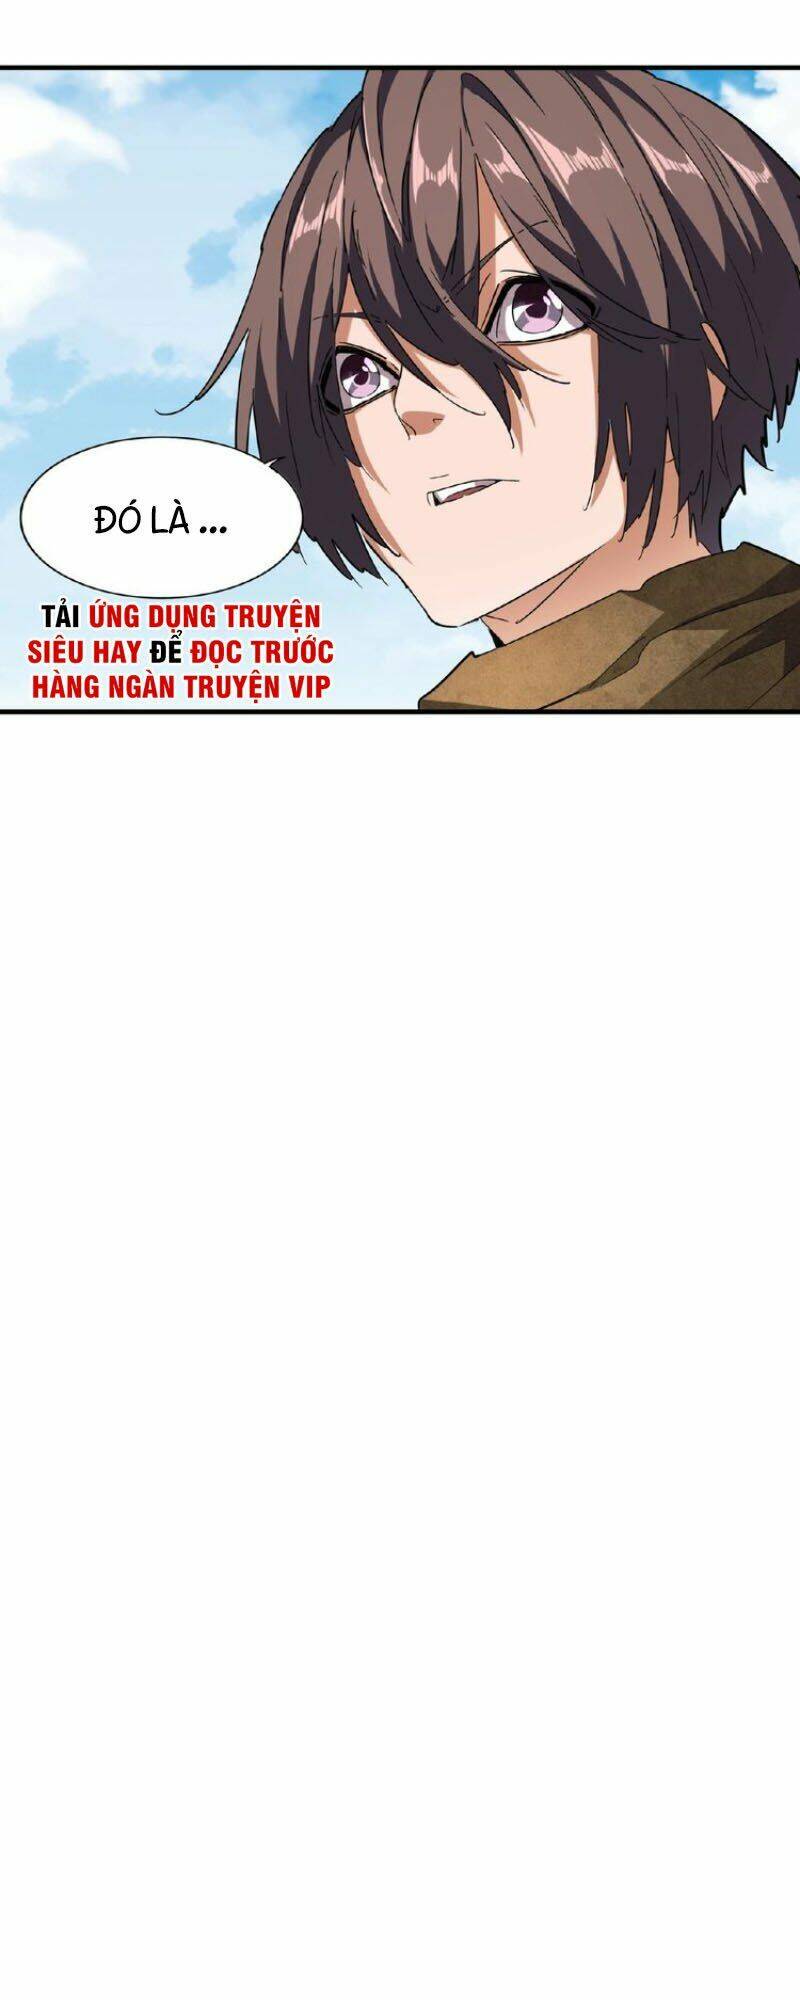 ĐÓ LÀ ...
TẢI ỨNG DỤNG TRUYỆN
SIÊU HAY ĐỂ ĐỌC TRƯỚC
HÀNG NGÀN TRUYỆN VIP